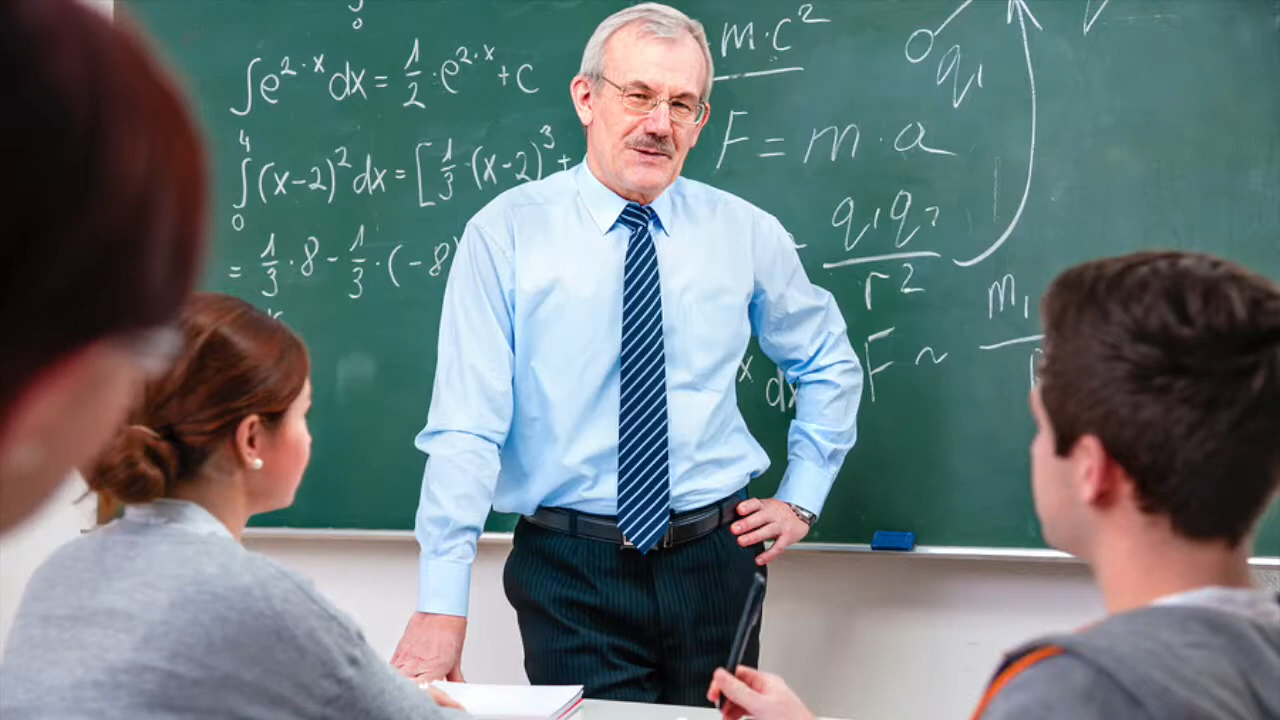 ∫e^{2·x} dx = 1/2 · e^{2·x} + C
∫₀⁴ (x-2)² dx = [1/3 · (x-2)³ +
= 1/3 · 8 - 1/3 · (-8
m·c²
F = m · a
q₁
q₁q₂
r²
m₁
F ~
x dx